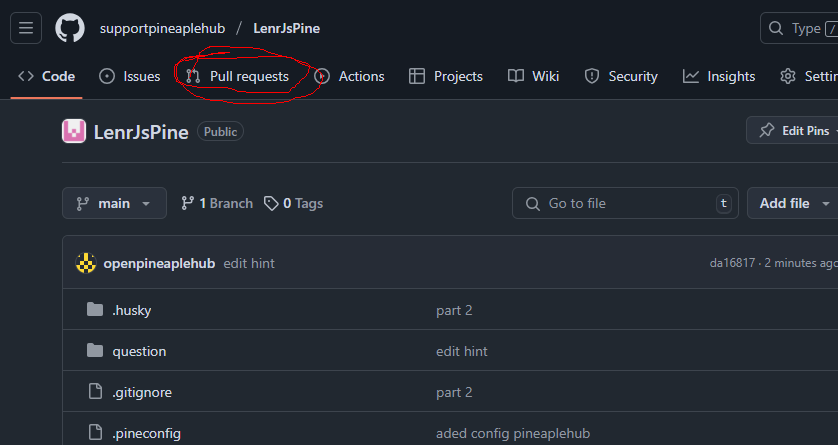 supportpineaplehub / LenrJsPine Type /
Code Issues Pull requests Actions Projects Wiki Security Insights
LenrJsPine Public Edit Pins
main 1 Branch 0 Tags Go to file t Add file
openpineaplehub edit hint da16817 · 2 minutes ago
.husky part 2
question edit hint
.gitignore part 2
.pineconfig aded config pineaplehub